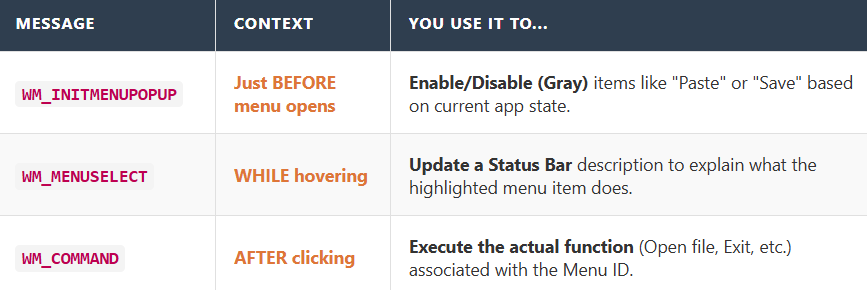 MESSAGE CONTEXT YOU USE IT TO...
WM_INITMENUPOPUP
Just BEFORE
menu opens
Enable/Disable (Gray) items like "Paste" or "Save" based
on current app state.
WM_MENUSELECT
WHILE hovering
Update a Status Bar description to explain what the
highlighted menu item does.
WM_COMMAND
AFTER clicking
Execute the actual function (Open file, Exit, etc.)
associated with the Menu ID.